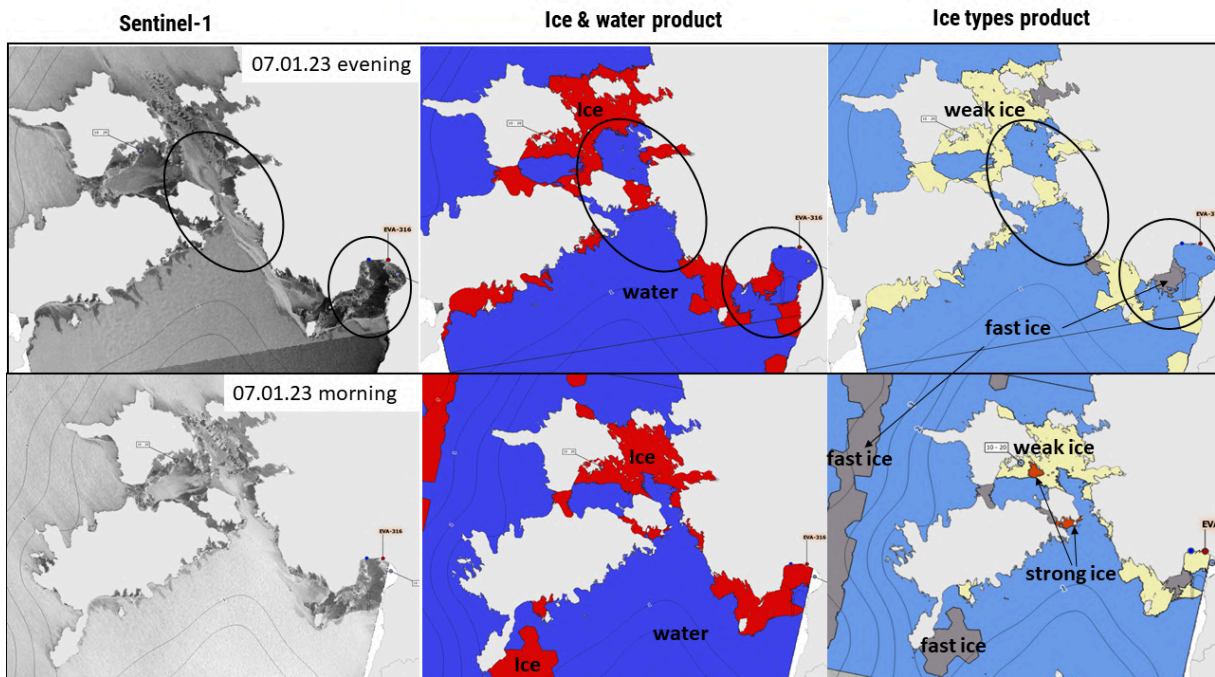 Sentinel-1
Ice & water product
Ice types product
07.01.23 evening
EVA-316
Ice
water
weak ice
fast ice
07.01.23 morning
EVA-316
Ice
water
Ice
EVA-316
10 - 20
weak ice
fast ice
strong ice
fast ice
EVA